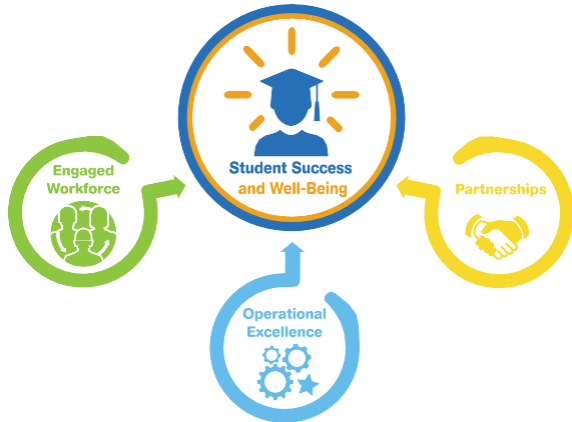 Student Success
and Well-Being
Engaged
Workforce
Partnerships
Operational
Excellence